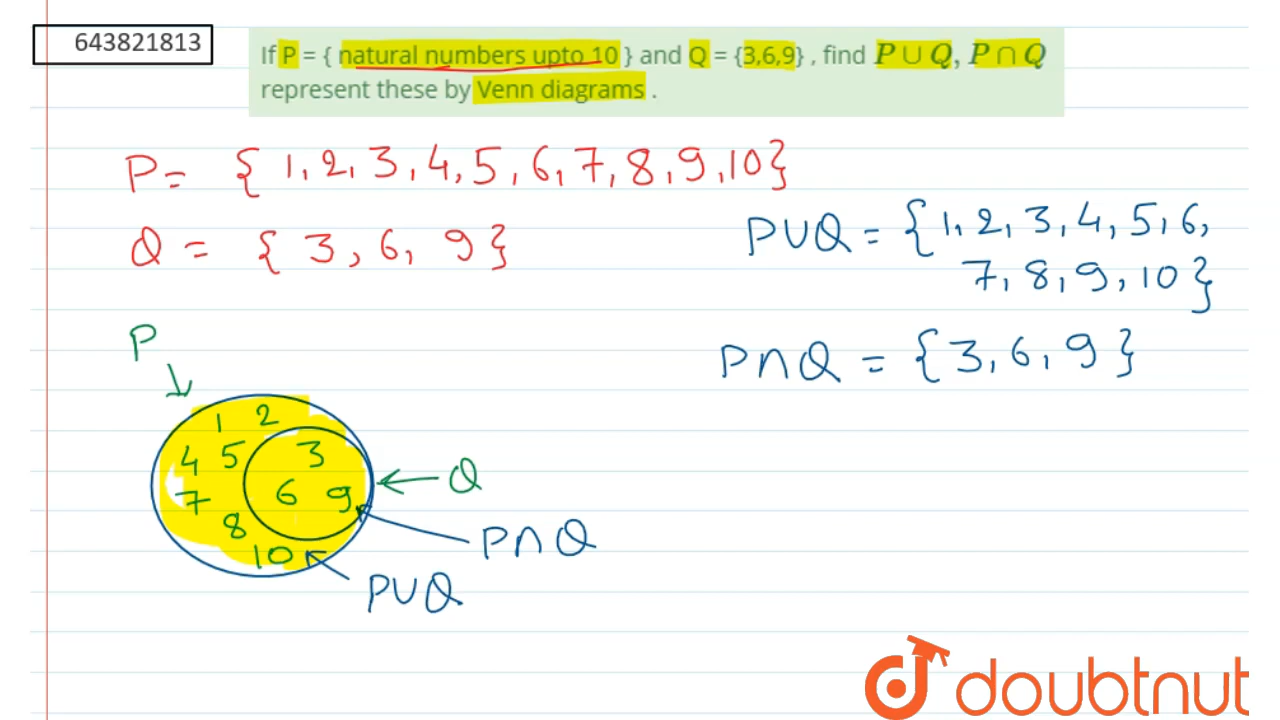 643821813
If P = { natural numbers upto 10 } and Q = {3,6,9} , find P ∪ Q, P ∩ Q
represent these by Venn diagrams .
P = { 1, 2, 3, 4, 5, 6, 7, 8, 9, 10}
Q = { 3, 6, 9}
P∪Q = {1, 2, 3, 4, 5, 6,
7, 8, 9, 10}
P∩Q = {3, 6, 9}
P
1 2
4 5 3
7 6 9
8
10
Q
P∩Q
P∪Q
doubtnut